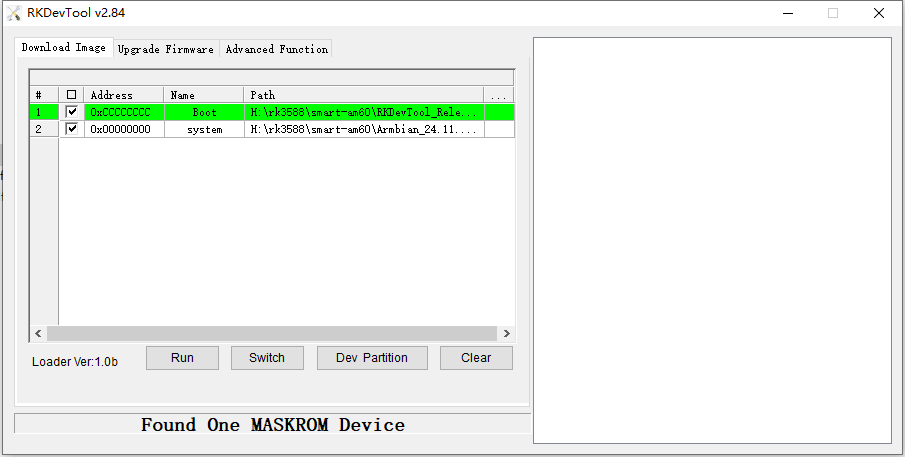 RKDevTool v2.84
Download Image Upgrade Firmware Advanced Function
# Address Name Path ...
1 0xCCCCCCCC Boot H:\rk3588\smart-am60\RKDevTool_Rele...
2 0x00000000 system H:\rk3588\smart-am60\Armbian_24.11....
Loader Ver:1.0b Run Switch Dev Partition Clear
Found One MASKROM Device